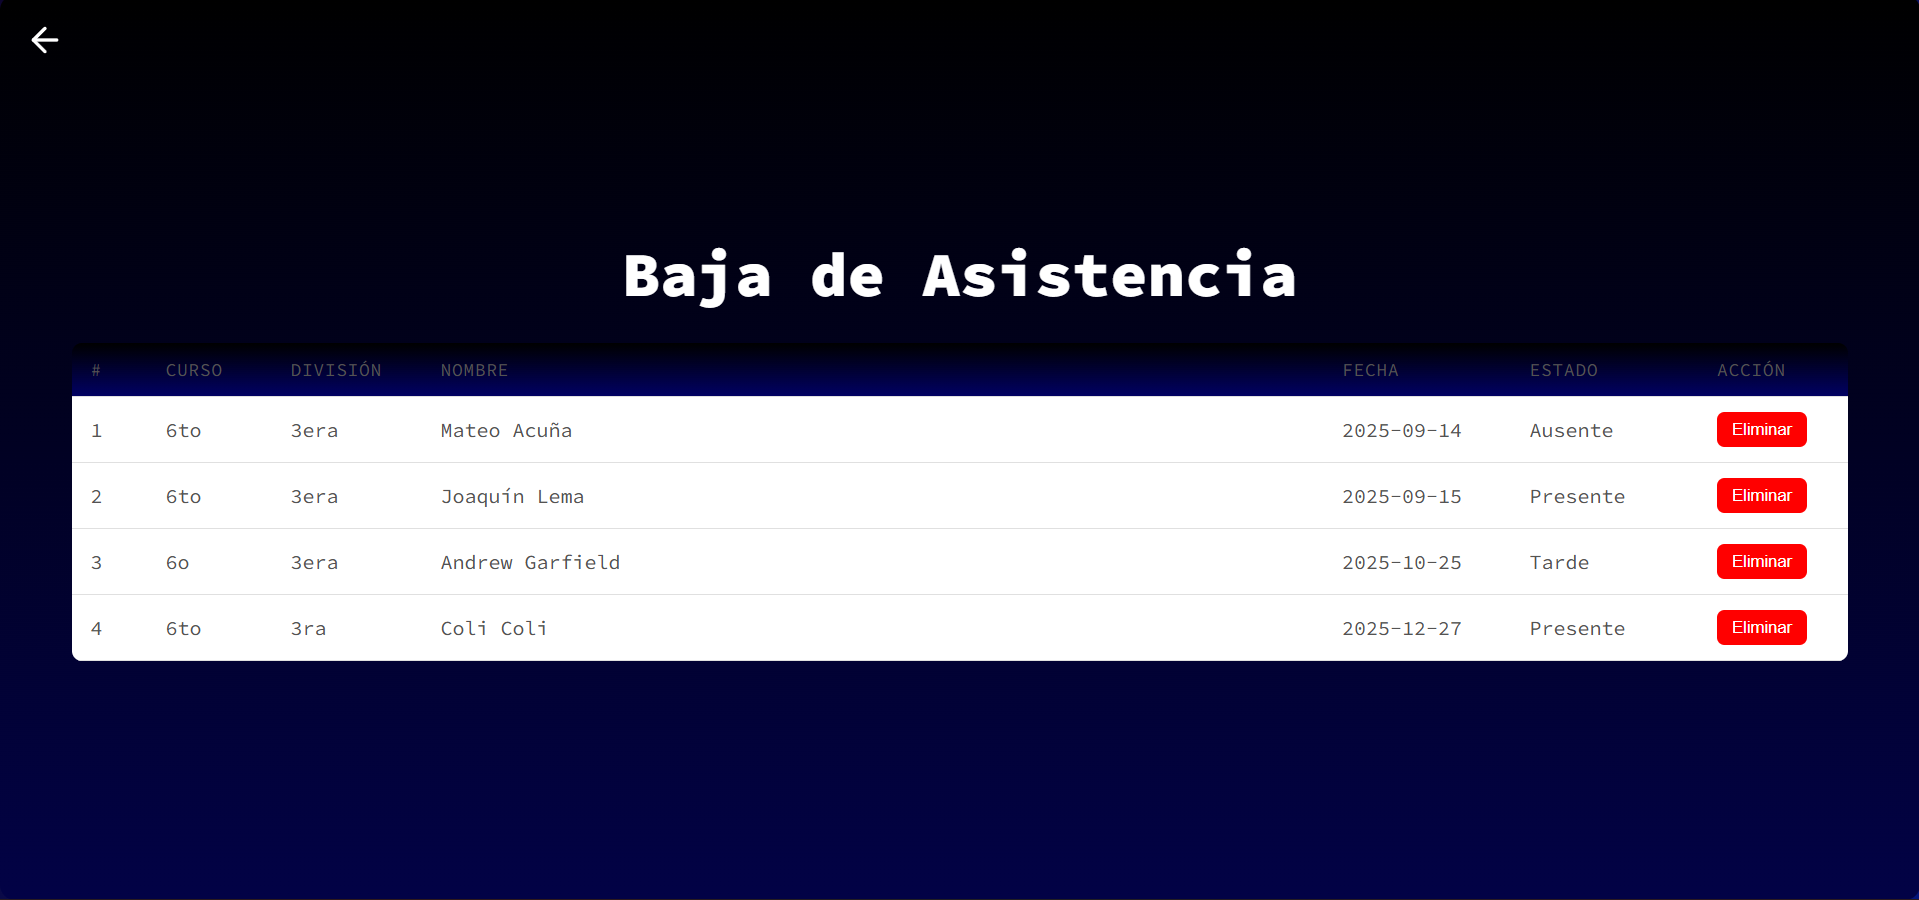 Baja de Asistencia
# CURSO DIVISIÓN NOMBRE FECHA ESTADO ACCIÓN
1 6to 3era Mateo Acuña 2025-09-14 Ausente Eliminar
2 6to 3era Joaquín Lema 2025-09-15 Presente Eliminar
3 6o 3era Andrew Garfield 2025-10-25 Tarde Eliminar
4 6to 3ra Coli Coli 2025-12-27 Presente Eliminar